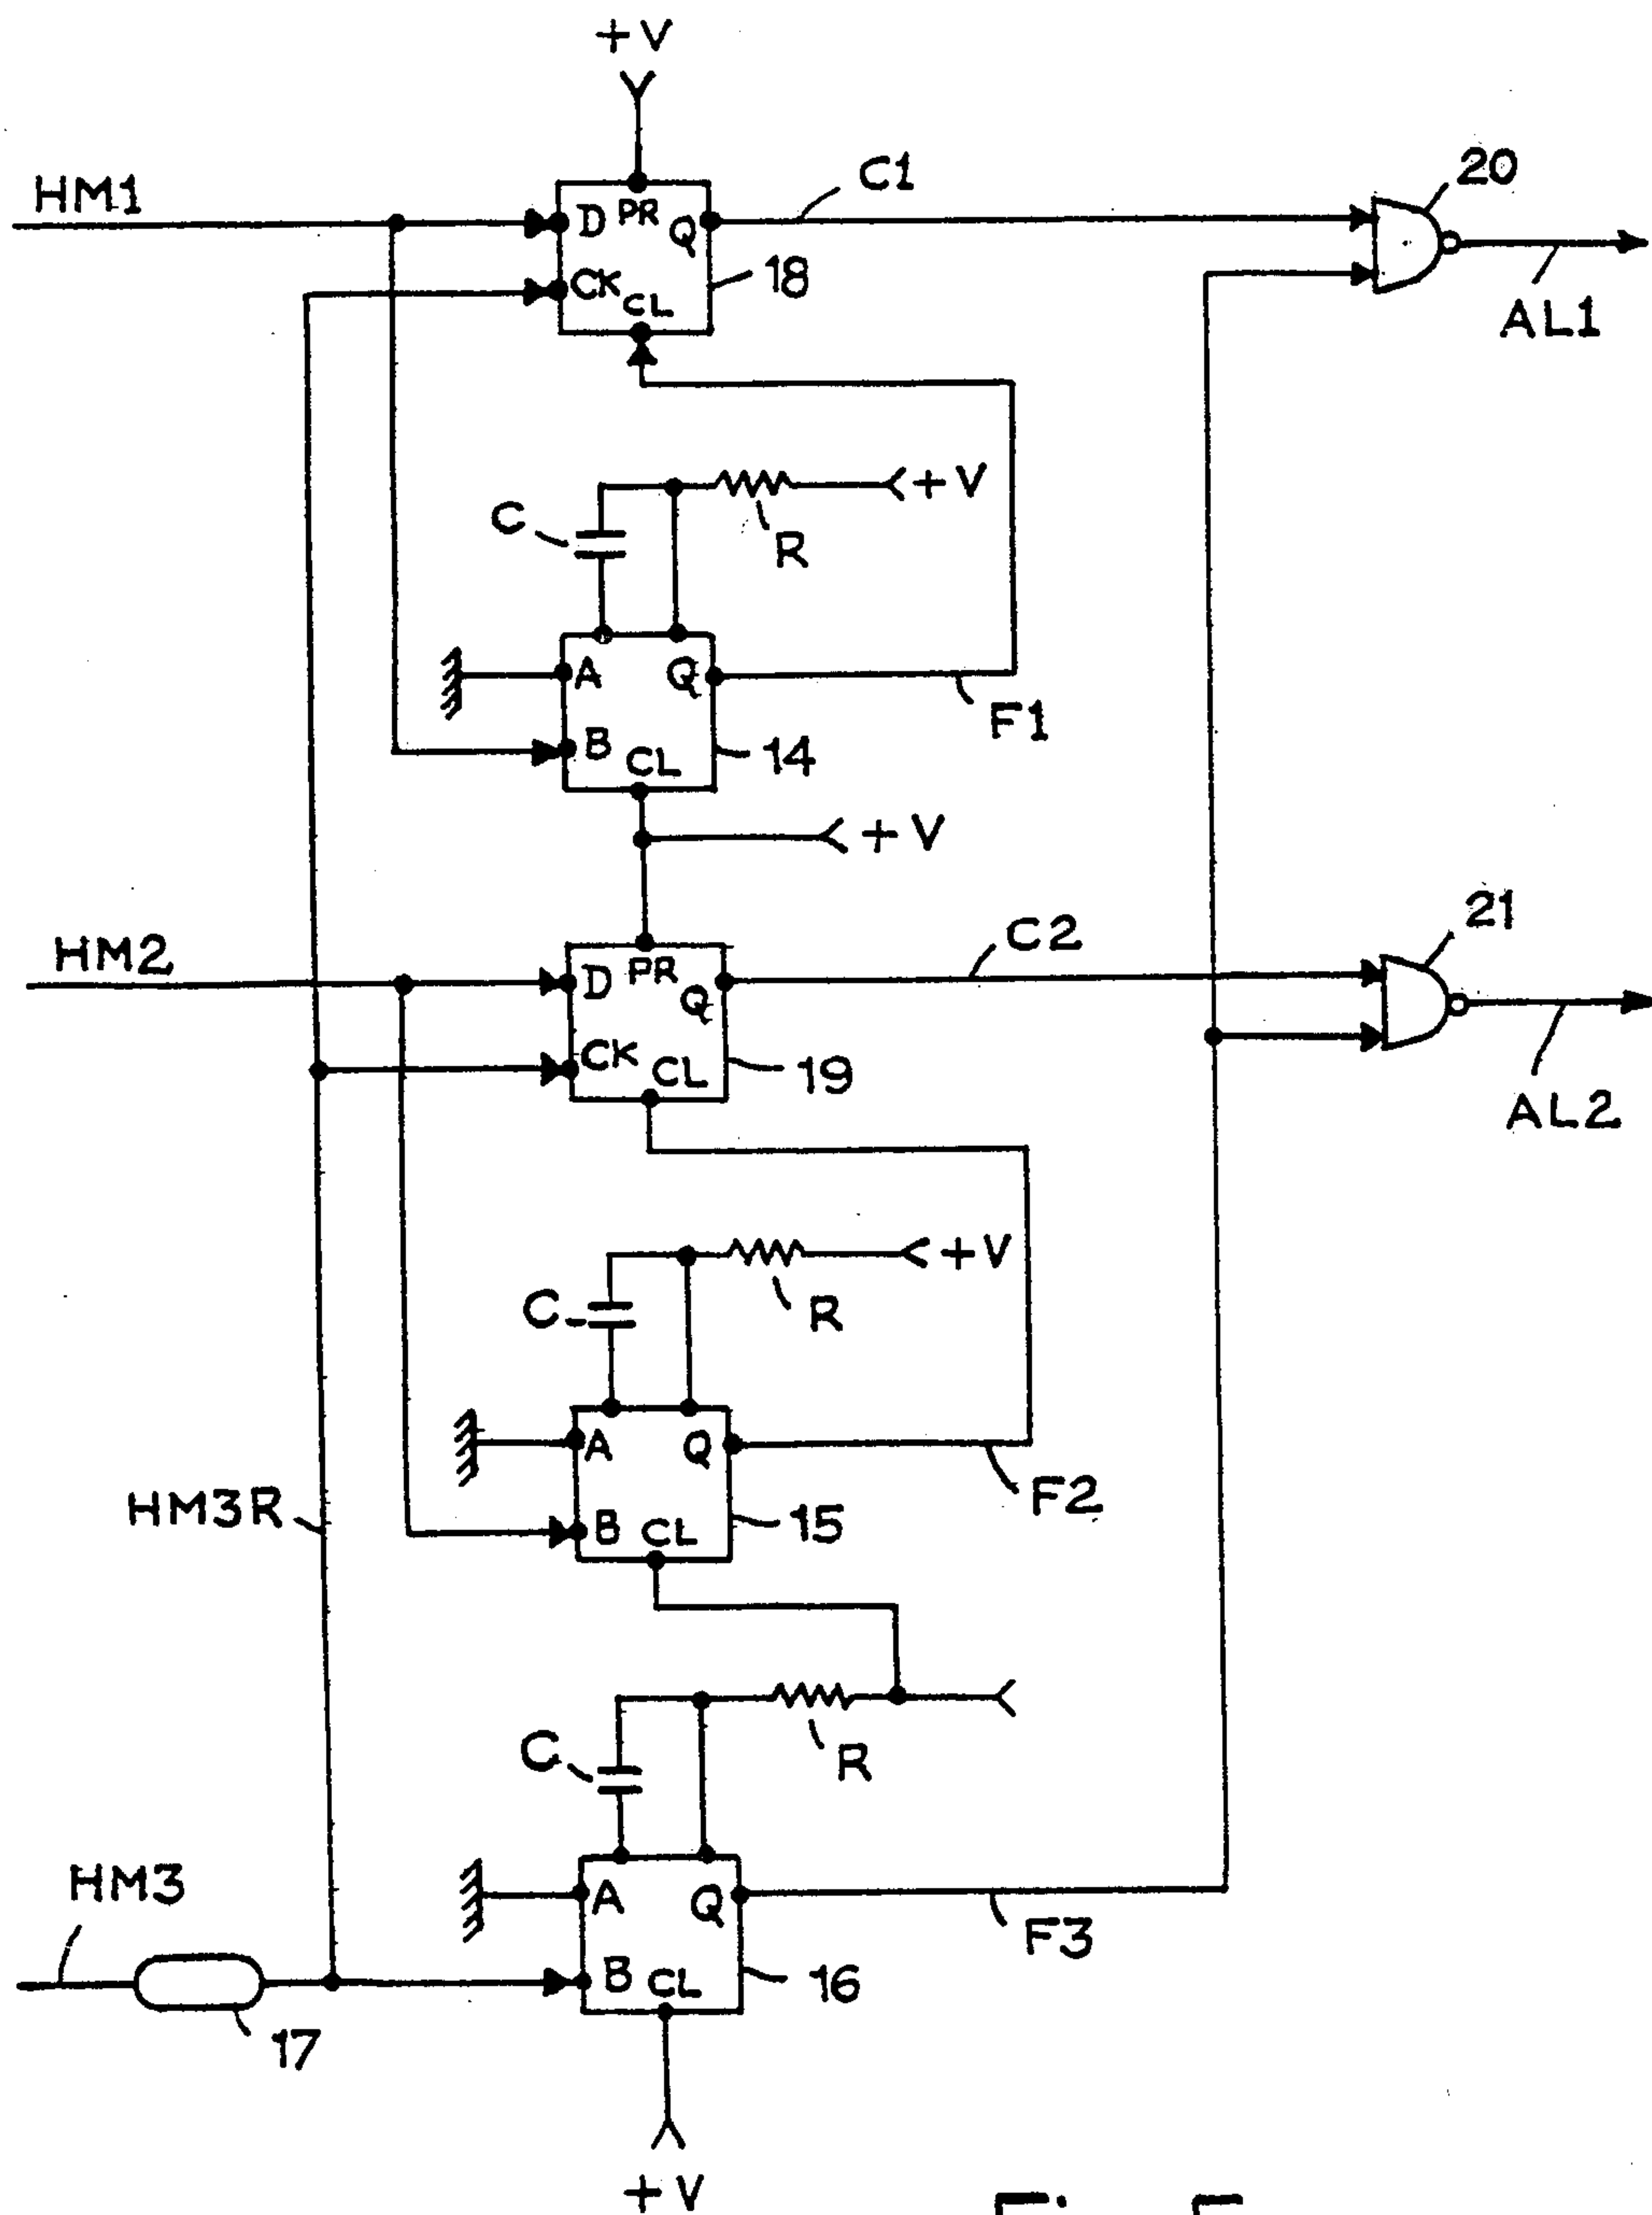 +V
HM1
D PR Q
CK CL
18
C1
20
AL1
C
R
+V
A Q
B CL
14
F1
+V
HM2
D PR Q
CK CL
19
C2
21
AL2
C
R
+V
A Q
B CL
15
F2
HM3R
C
R
HM3
A Q
B CL
16
F3
17
+V